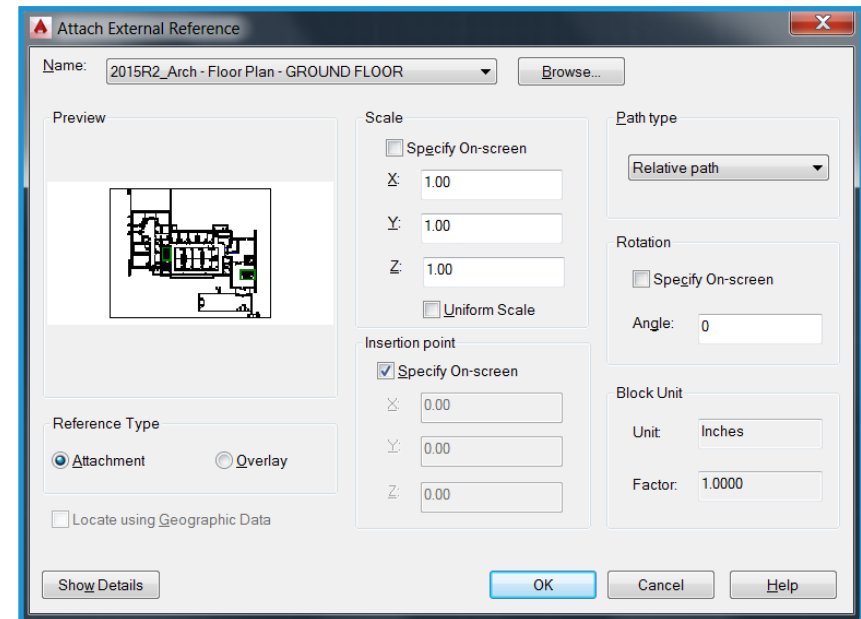 Attach External Reference
Name: 2015R2_Arch - Floor Plan - GROUND FLOOR Browse...
Preview
Reference Type
Attachment Overlay
Locate using Geographic Data
Scale
Specify On-screen
X: 1.00
Y: 1.00
Z: 1.00
Uniform Scale
Insertion point
Specify On-screen
X: 0.00
Y: 0.00
Z: 0.00
Path type
Relative path
Rotation
Specify On-screen
Angle: 0
Block Unit
Unit: Inches
Factor: 1.0000
Show Details OK Cancel Help